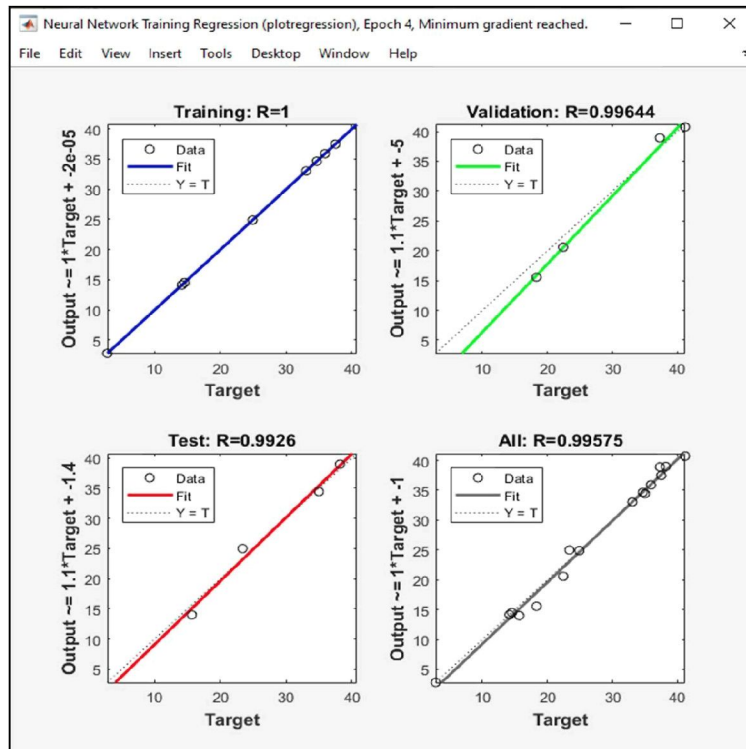 Neural Network Training Regression (plotregression), Epoch 4, Minimum gradient reached.
File Edit View Insert Tools Desktop Window Help
Training: R=1
Output ~= 1*Target + -2e-05
Data
Fit
Y = T
40
35
30
25
20
15
10
5
10 20 30 40
Target
Validation: R=0.99644
Output ~= 1.1*Target + -5
Data
Fit
Y = T
40
35
30
25
20
15
10
5
10 20 30 40
Target
Test: R=0.9926
Output ~= 1.1*Target + -1.4
Data
Fit
Y = T
40
35
30
25
20
15
10
5
10 20 30 40
Target
All: R=0.99575
Output ~= 1*Target + -1
Data
Fit
Y = T
40
35
30
25
20
15
10
5
10 20 30 40
Target